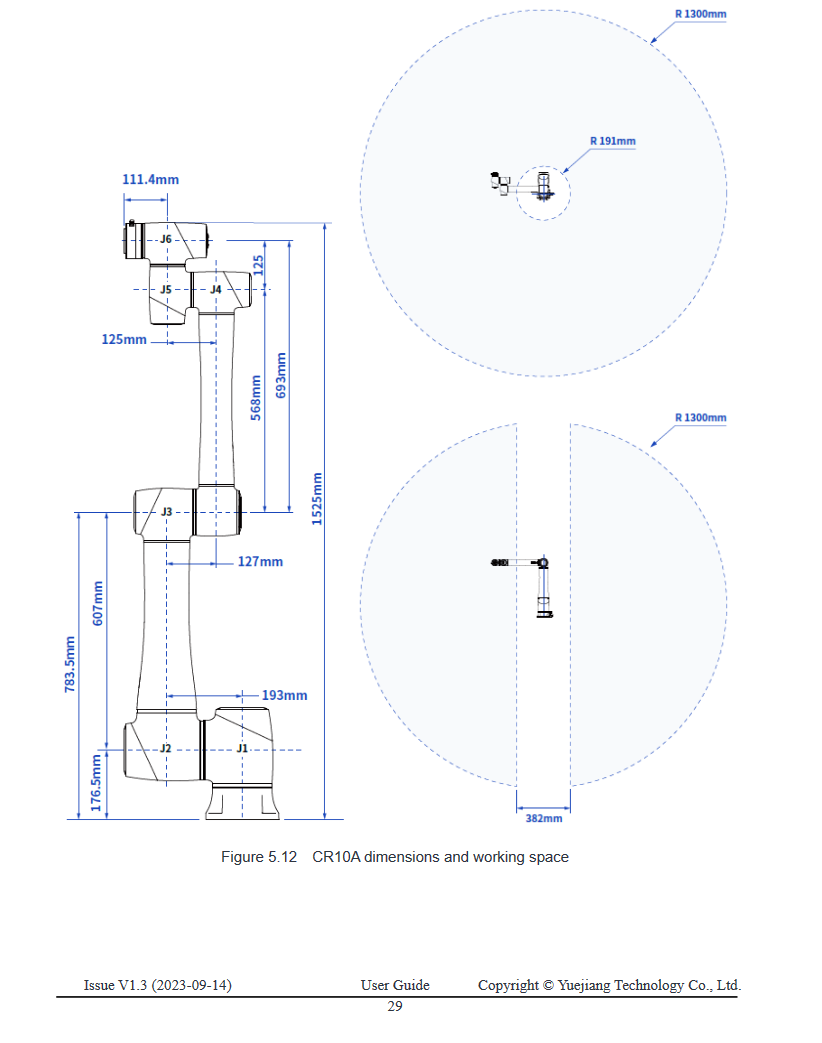 R 1300mm
R 191mm
111.4mm
J6
125
J5
J4
125mm
693mm
568mm
R 1300mm
1525mm
J3
127mm
607mm
783.5mm
193mm
J2
J1
176.5mm
382mm
Figure 5.12 CR10A dimensions and working space
Issue V1.3 (2023-09-14) User Guide Copyright © Yuejiang Technology Co., Ltd.
29